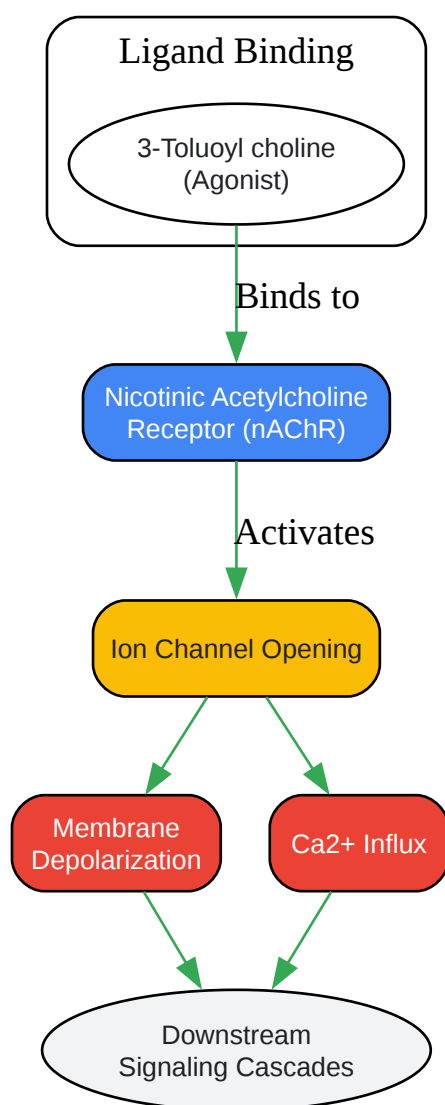 Ligand Binding
3-Toluoyl choline
(Agonist)
Binds to
Nicotinic Acetylcholine
Receptor (nAChR)
Activates
Ion Channel Opening
Membrane
Depolarization
Ca2+ Influx
Downstream
Signaling Cascades